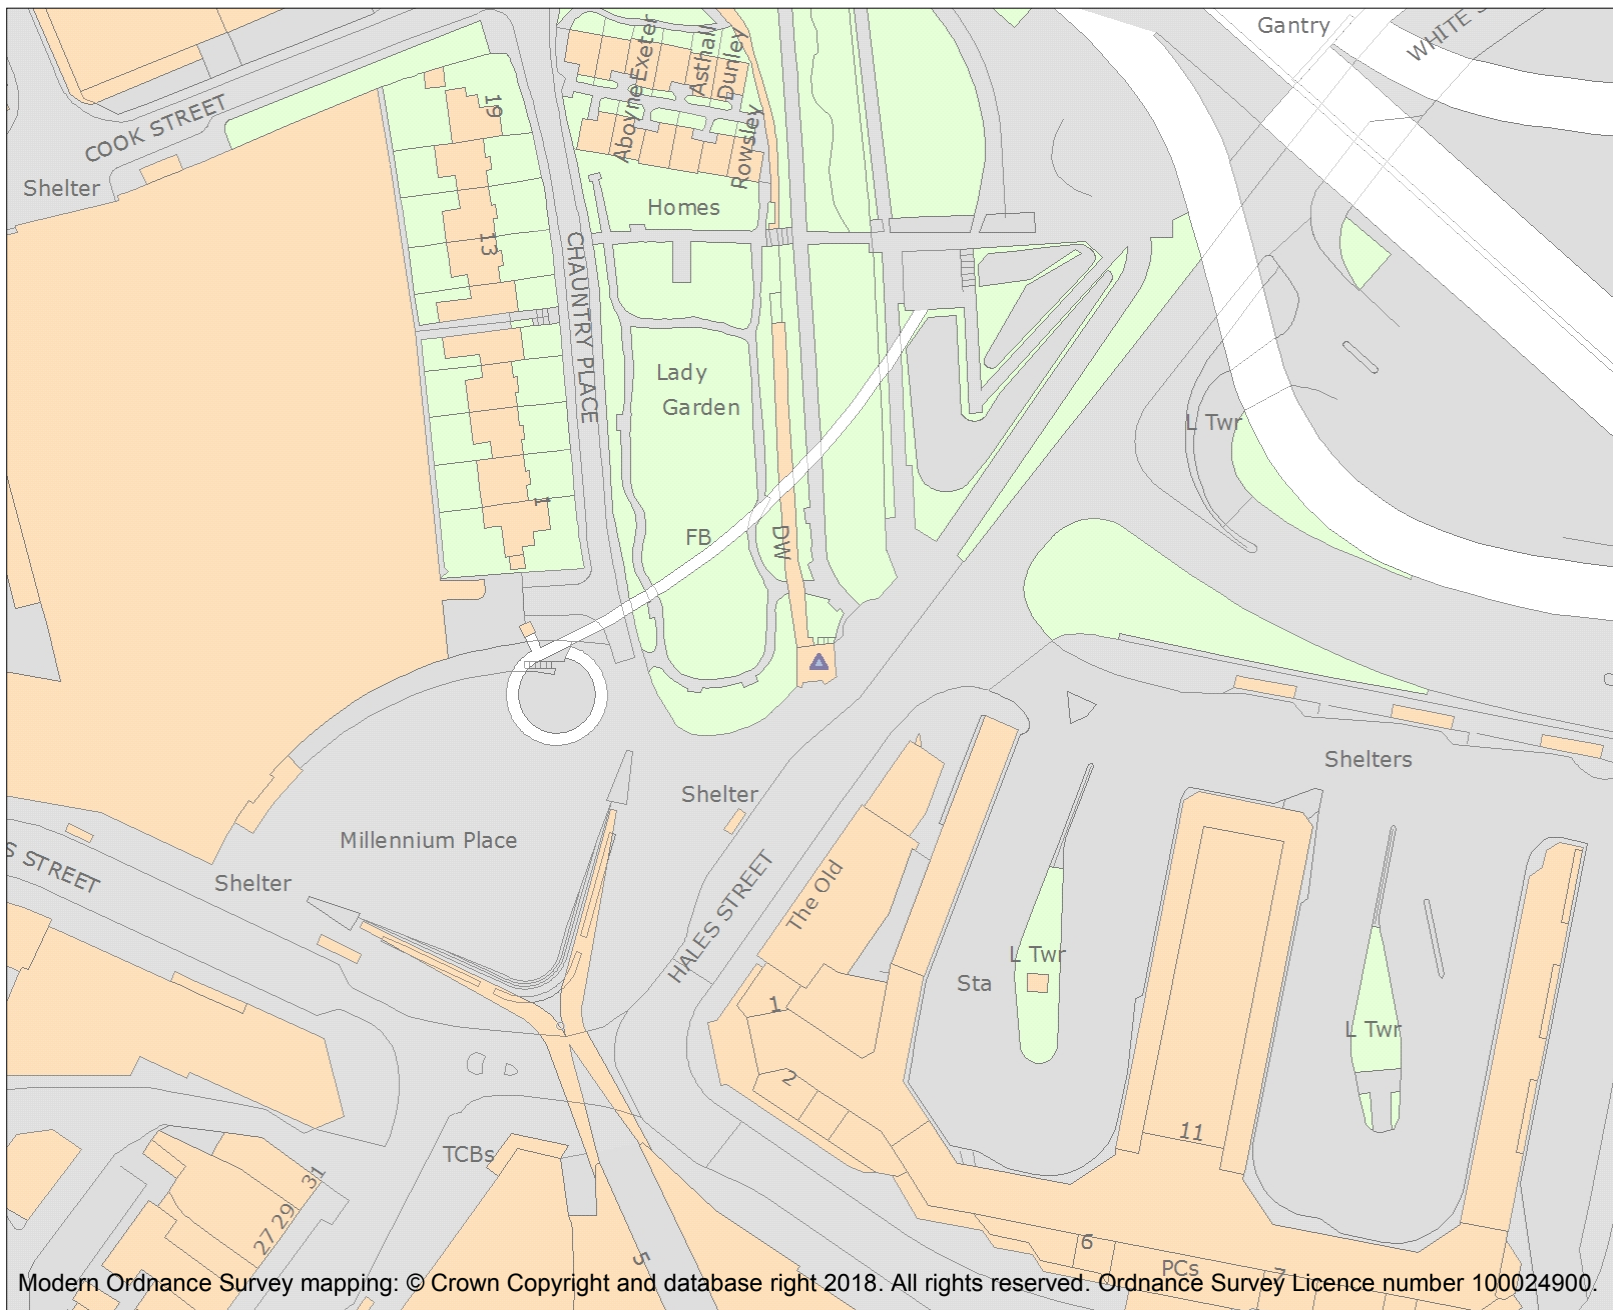 Gantry
WHITE S
COOK STREET
Shelter
19
13
1
CHAUNTRY PLACE
Aboyne
Exeter
Asthall
Dunley
Rowsley
Homes
Lady
Garden
FB
DW
L Twr
Shelters
Shelter
Millennium Place
S STREET
Shelter
HALES STREET
The Old
L Twr
Sta
L Twr
1
2
11
TCBs
31
29
27
5
6
PCs
7
Modern Ordnance Survey mapping: © Crown Copyright and database right 2018. All rights reserved. Ordnance Survey Licence number 100024900.